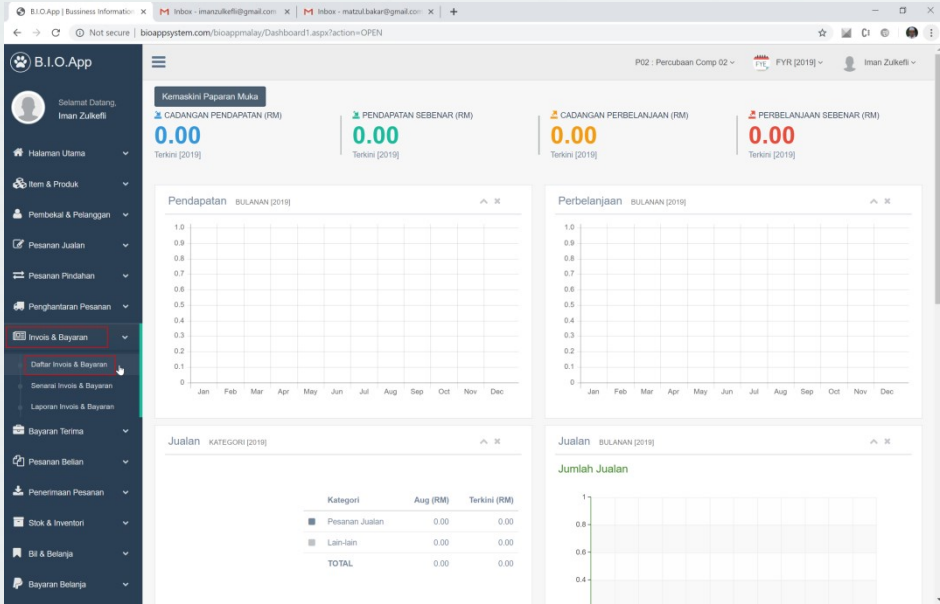 B.I.O.App | Bussiness Information
Inbox - imanzulkefli@gmail.com
Inbox - matzul.bakar@gmail.com
Not secure | bioappsystem.com/bioappmalay/Dashboard1.aspx?action=OPEN
B.I.O.App
P02 : Percubaan Comp 02
FYE
FYR [2019]
Iman Zulkefli
Selamat Datang,
Iman Zulkefli
Halaman Utama
Item & Produk
Pembekal & Pelanggan
Pesanan Jualan
Pesanan Pindahan
Penghantaran Pesanan
Invois & Bayaran
Daftar Invois & Bayaran
Senarai Invois & Bayaran
Laporan Invois & Bayaran
Bayaran Terima
Pesanan Belian
Penerimaan Pesanan
Stok & Inventori
Bil & Belanja
Bayaran Belanja
Kemaskini Paparan Muka
CADANGAN PENDAPATAN (RM)
0.00
Terkini [2019]
PENDAPATAN SEBENAR (RM)
0.00
Terkini [2019]
CADANGAN PERBELANJAAN (RM)
0.00
Terkini [2019]
PERBELANJAAN SEBENAR (RM)
0.00
Terkini [2019]
Pendapatan BULANAN [2019]
1.0
0.9
0.8
0.7
0.6
0.5
0.4
0.3
0.2
0.1
0
Jan Feb Mar Apr May Jun Jul Aug Sep Oct Nov Dec
Perbelanjaan BULANAN [2019]
1.0
0.9
0.8
0.7
0.6
0.5
0.4
0.3
0.2
0.1
0
Jan Feb Mar Apr May Jun Jul Aug Sep Oct Nov Dec
Jualan KATEGORI [2019]
Kategori Aug (RM) Terkini (RM)
Pesanan Jualan 0.00 0.00
Lain-lain 0.00 0.00
TOTAL 0.00 0.00
Jualan BULANAN [2019]
Jumlah Jualan
1
0.8
0.6
0.4